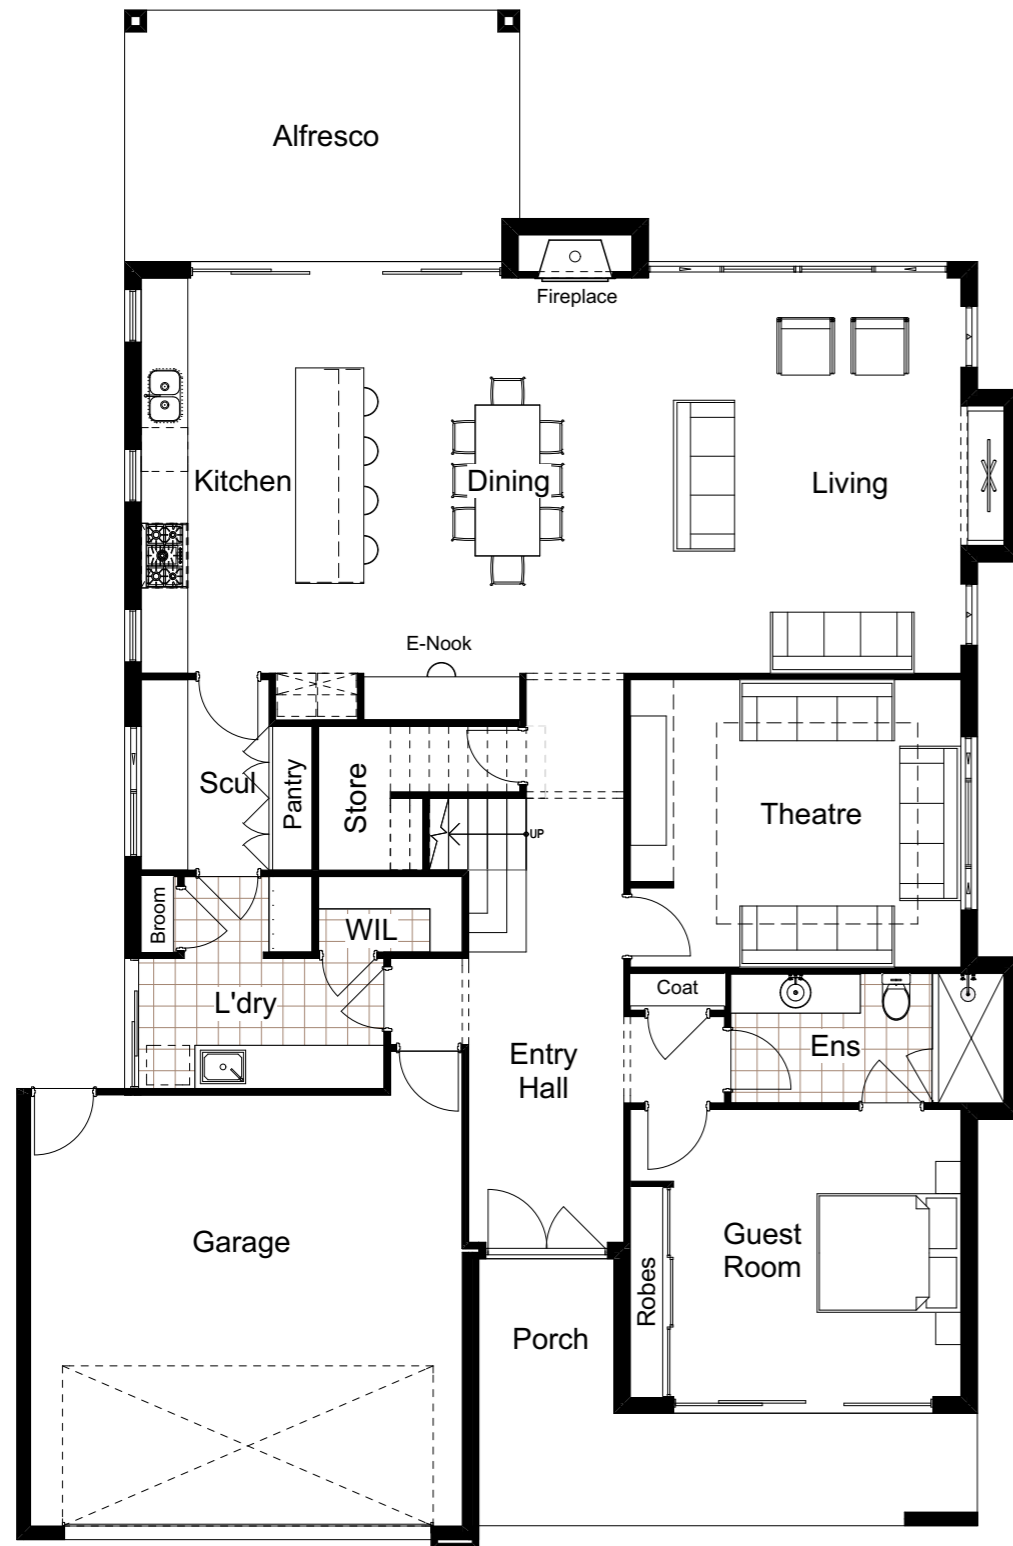 Alfresco
Fireplace
Kitchen
Dining
Living
E-Nook
Scul
Pantry
Store
UP
Theatre
Broom
WIL
L'dry
Coat
Ens
Entry
Hall
Garage
Guest
Room
Robes
Porch